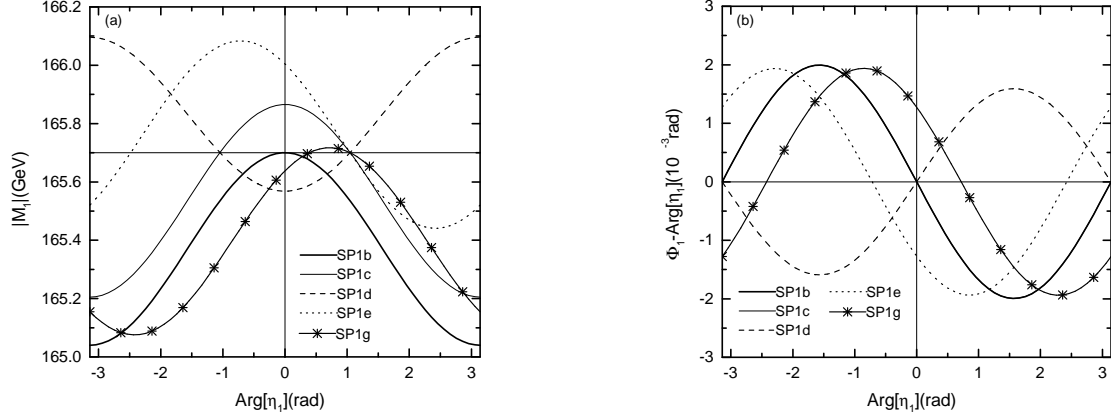 (a)
166.2
166.0
165.8
165.6
165.4
165.2
165.0
|M₁|(GeV)
SP1b
SP1c
SP1d
SP1e
SP1g
-3 -2 -1 0 1 2 3
Arg[η₁](rad)
(b)
3
2
1
0
-1
-2
-3
Φ₁-Arg[η₁](10⁻³rad)
SP1b SP1e
SP1c SP1g
SP1d
-3 -2 -1 0 1 2 3
Arg[η₁](rad)